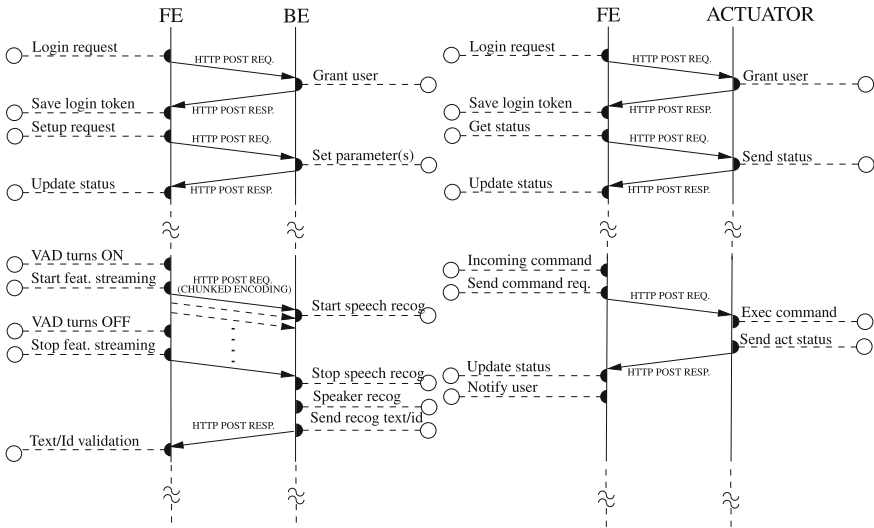 FE
BE
Login request
HTTP POST REQ.
Grant user
Save login token
HTTP POST RESP.
Setup request
HTTP POST REQ.
Set parameter(s)
Update status
HTTP POST RESP.
VAD turns ON
Start feat. streaming
HTTP POST REQ.
(CHUNKED ENCODING)
Start speech recog
VAD turns OFF
Stop feat. streaming
Stop speech recog
Speaker recog
HTTP POST RESP.
Send recog text/id
Text/Id validation
FE
ACTUATOR
Login request
HTTP POST REQ.
Grant user
Save login token
HTTP POST RESP.
Get status
HTTP POST REQ.
Send status
Update status
HTTP POST RESP.
Incoming command
Send command req.
HTTP POST REQ.
Exec command
Send act status
Update status
HTTP POST RESP.
Notify user